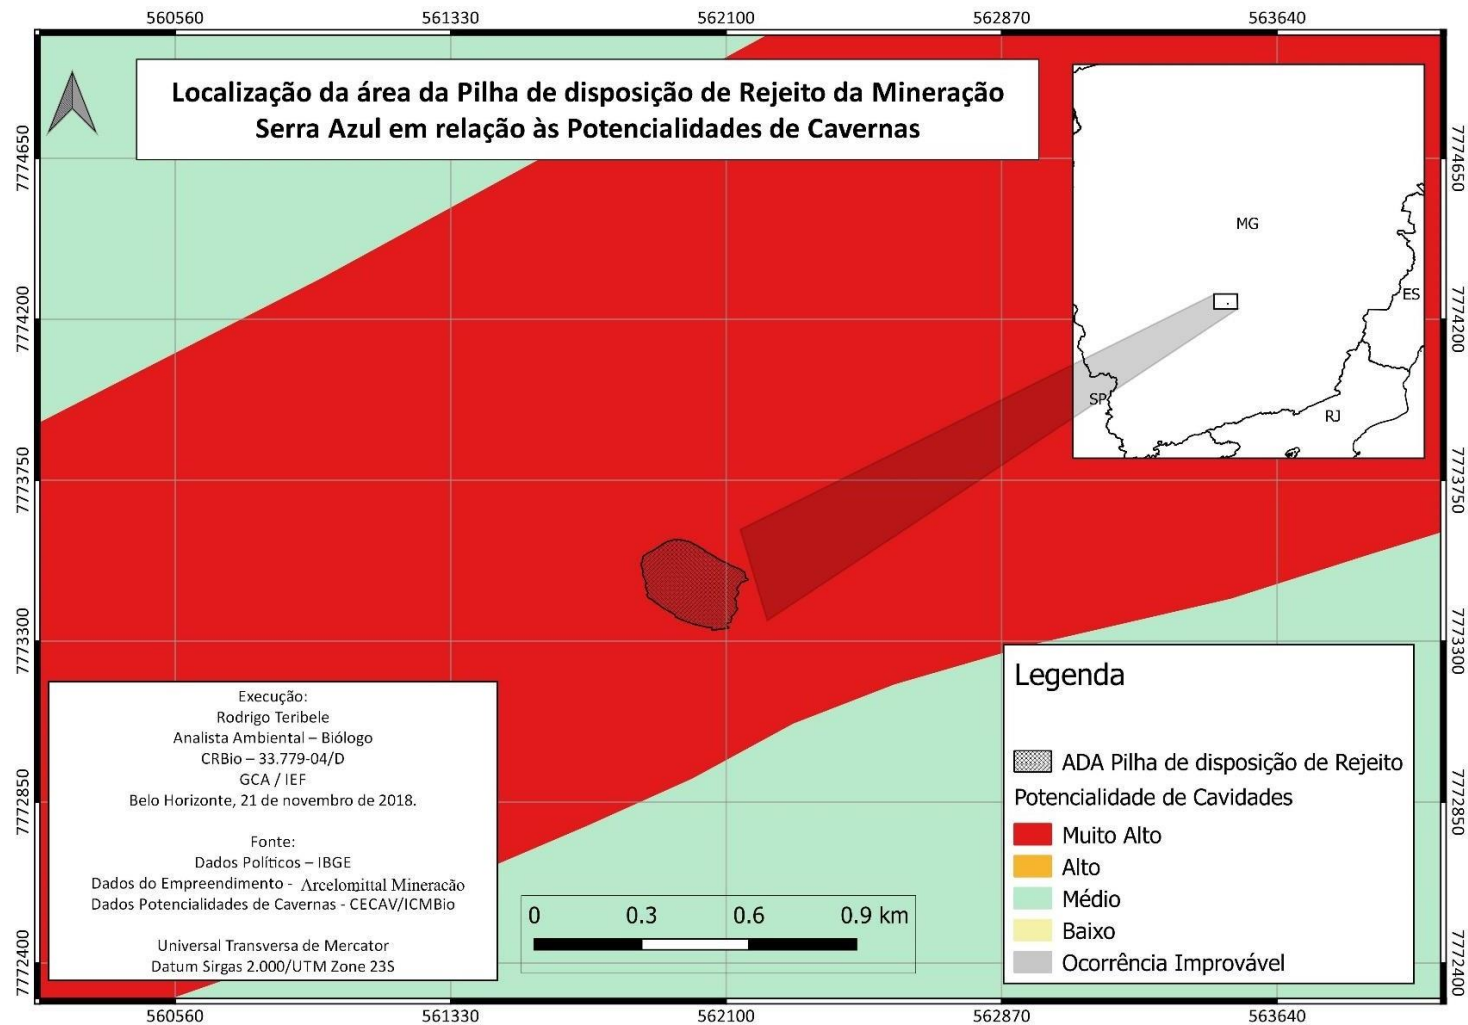 560560
561330
562100
562870
563640
Localização da área da Pilha de disposição de Rejeito da Mineração
Serra Azul em relação às Potencialidades de Cavernas
7774650
7774200
7773750
7773300
7772850
7772400
7774650
7774200
7773750
7773300
7772850
7772400
MG
ES
SP
RJ
Execução:
Rodrigo Teribele
Analista Ambiental – Biólogo
CRBio – 33.779-04/D
GCA / IEF
Belo Horizonte, 21 de novembro de 2018.
Fonte:
Dados Políticos – IBGE
Dados do Empreendimento - Arcelomittal Mineracão
Dados Potencialidades de Cavernas - CECAV/ICMBio
Universal Transversa de Mercator
Datum Sirgas 2.000/UTM Zone 23S
0 0.3 0.6 0.9 km
Legenda
ADA Pilha de disposição de Rejeito
Potencialidade de Cavidades
Muito Alto
Alto
Médio
Baixo
Ocorrência Improvável
560560
561330
562100
562870
563640